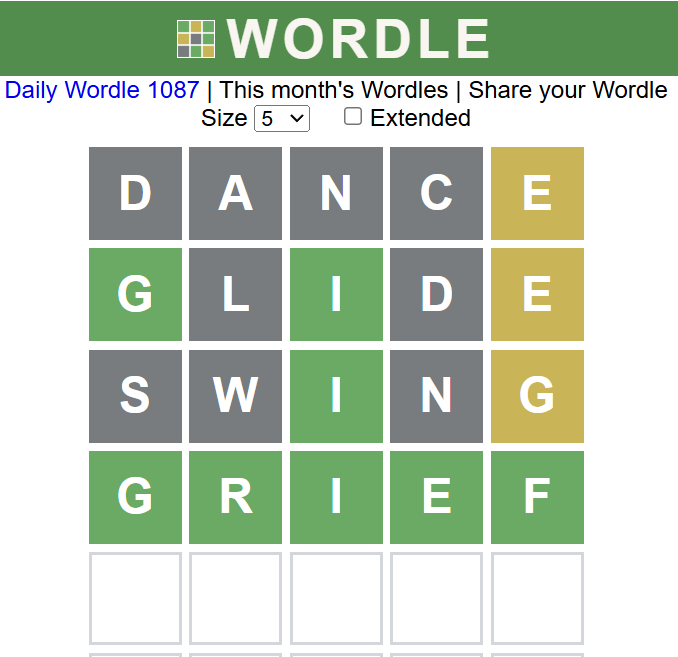 WORDLE
Daily Wordle 1087 | This month's Wordles | Share your Wordle
Size 5 Extended
D A N C E
G L I D E
S W I N G
G R I E F